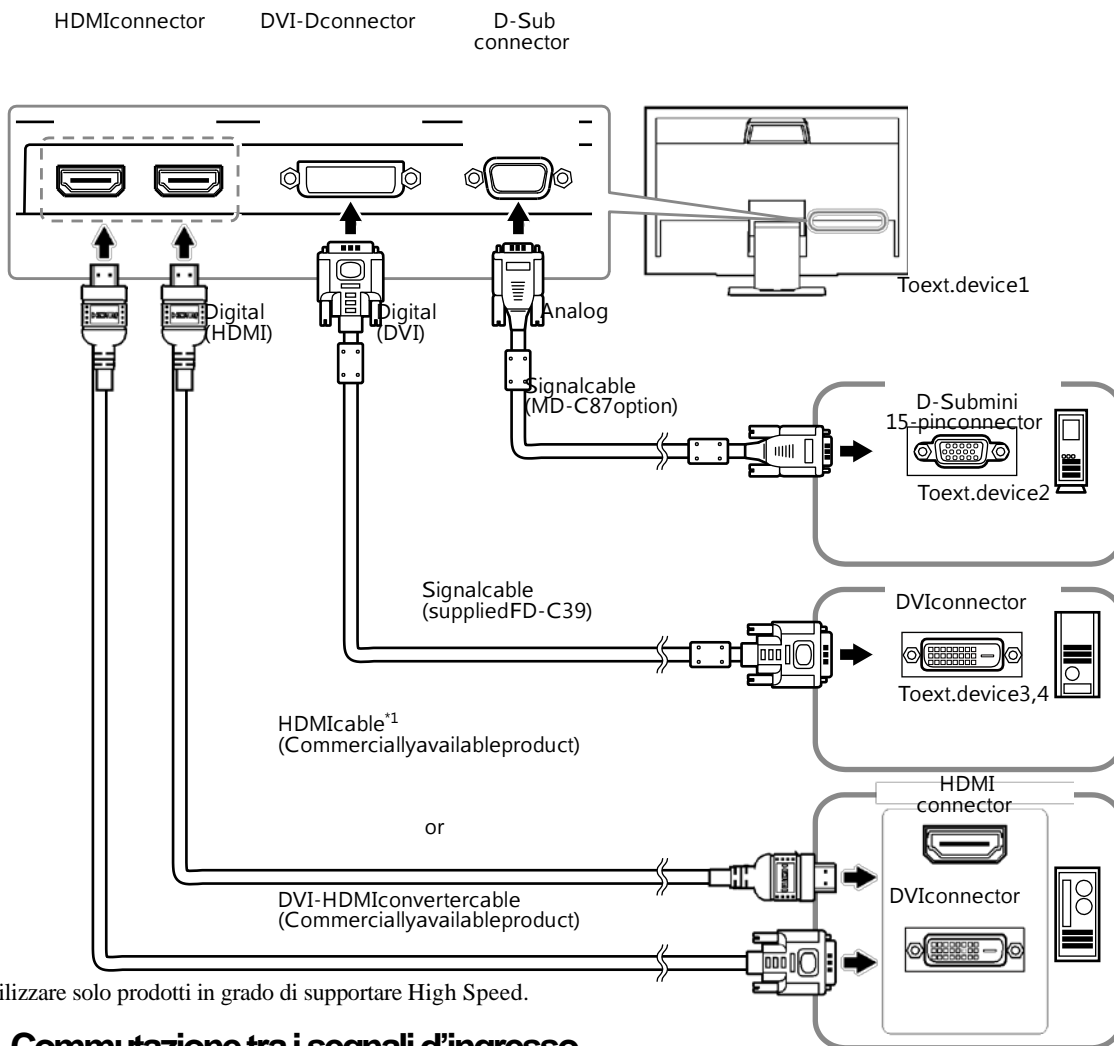 HDMIconnector
DVI-Dconnector
D-Sub
connector
Toext.device1
Digital
(HDMI)
Digital
(DVI)
Analog
Signalcable
(MD-C87option)
D-Submini
15-pinconnector
Toext.device2
Signalcable
(suppliedFD-C39)
DVIconnector
Toext.device3,4
HDMIcable*1
(Commerciallyavailableproduct)
HDMI
connector
or
DVI-HDMIconvertercable
(Commerciallyavailableproduct)
DVIconnector
solo prodotti in grado di supportare High Speed.
Commutazione tra i segnali d'ingresso